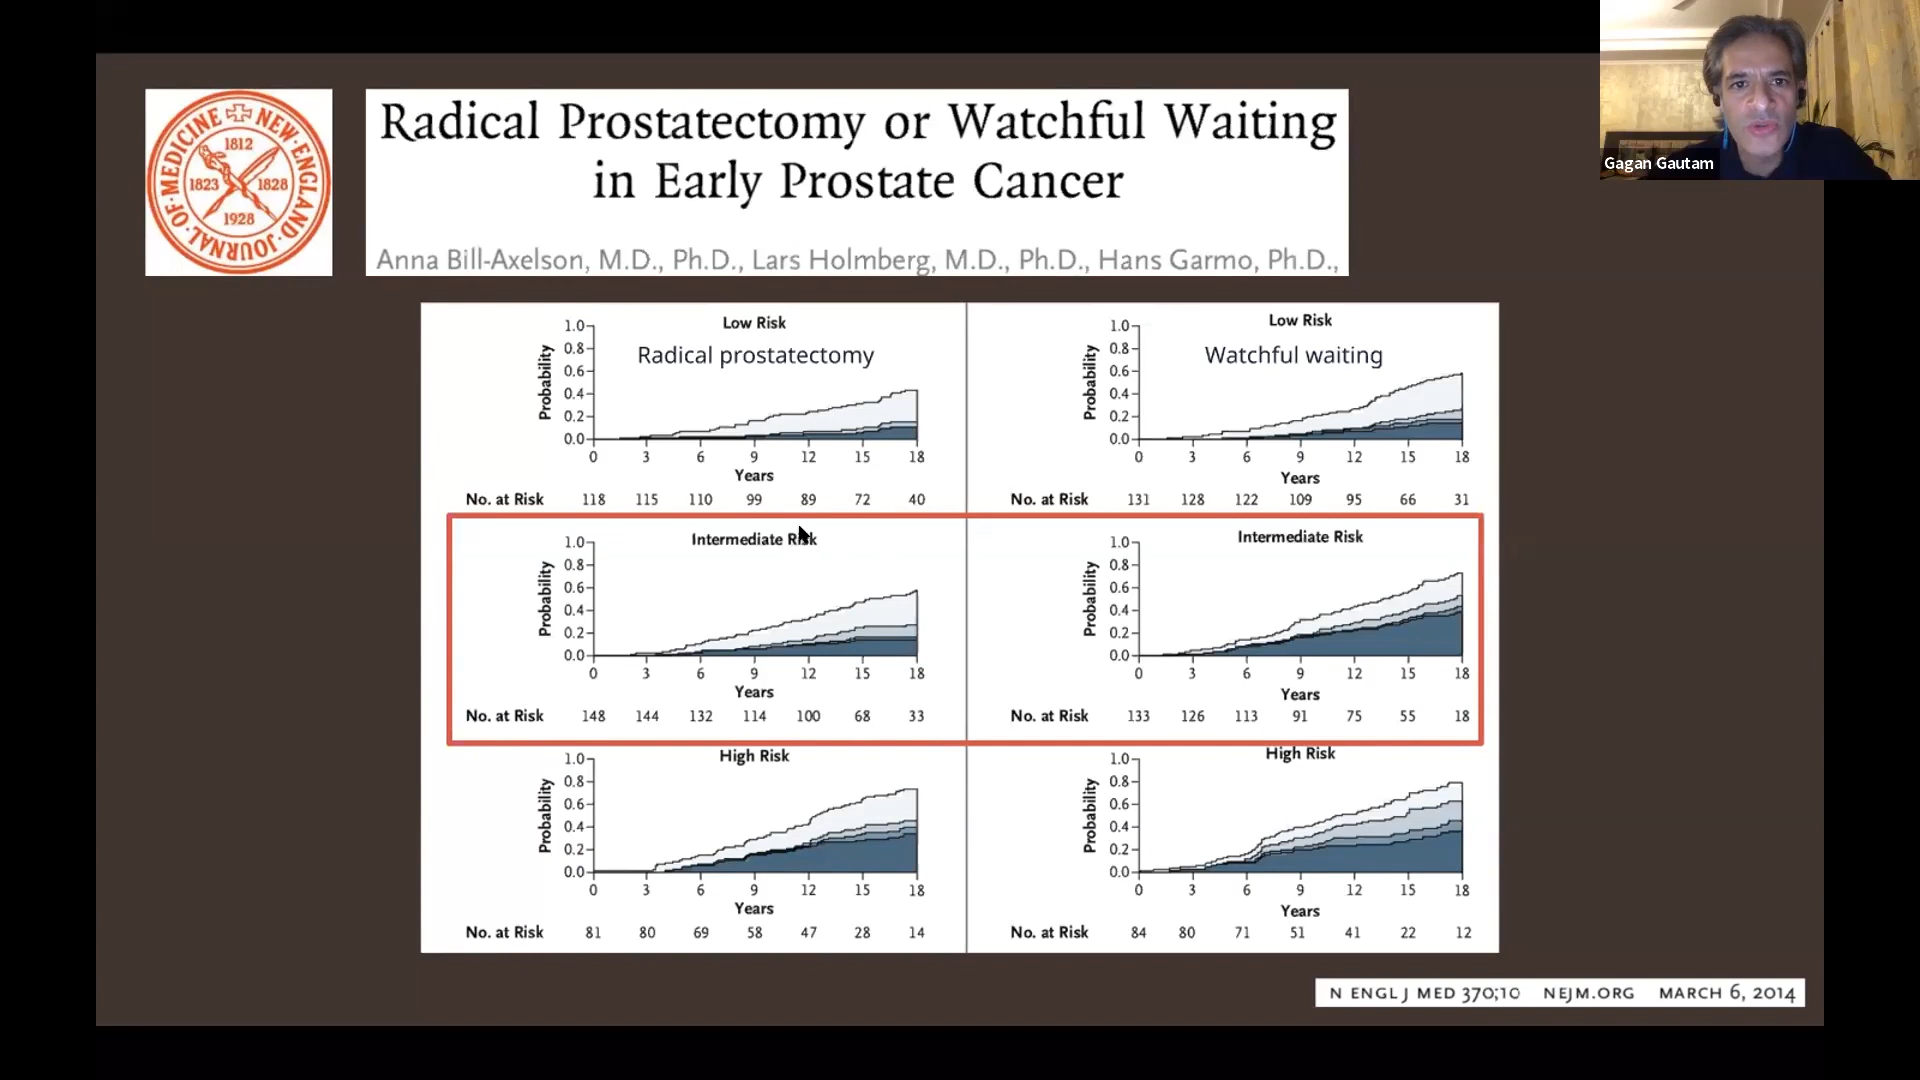 NEW ENGLAND JOURNAL OF MEDICINE
1812
1823 1828
1928
Radical Prostatectomy or Watchful Waiting
in Early Prostate Cancer
Anna Bill-Axelson, M.D., Ph.D., Lars Holmberg, M.D., Ph.D., Hans Garmo, Ph.D.,
Gagan Gautam
Low Risk
Radical prostatectomy
Probability
1.0
0.8
0.6
0.4
0.2
0.0
0 3 6 9 12 15 18
Years
No. at Risk 118 115 110 99 89 72 40
Low Risk
Watchful waiting
Probability
1.0
0.8
0.6
0.4
0.2
0.0
0 3 6 9 12 15 18
Years
No. at Risk 131 128 122 109 95 66 31
Intermediate Risk
Probability
1.0
0.8
0.6
0.4
0.2
0.0
0 3 6 9 12 15 18
Years
No. at Risk 148 144 132 114 100 68 33
Intermediate Risk
Probability
1.0
0.8
0.6
0.4
0.2
0.0
0 3 6 9 12 15 18
Years
No. at Risk 133 126 113 91 75 55 18
High Risk
Probability
1.0
0.8
0.6
0.4
0.2
0.0
0 3 6 9 12 15 18
Years
No. at Risk 81 80 69 58 47 28 14
High Risk
Probability
1.0
0.8
0.6
0.4
0.2
0.0
0 3 6 9 12 15 18
Years
No. at Risk 84 80 71 51 41 22 12
N ENGL J MED 370;10 NEJM.ORG MARCH 6, 2014